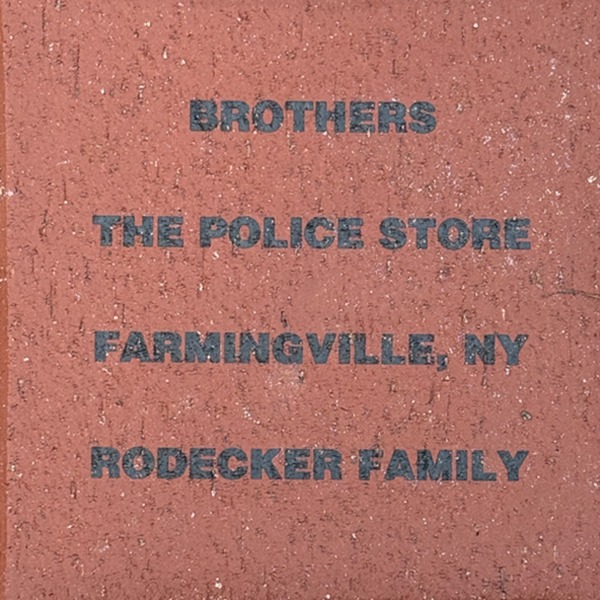 BROTHERS
THE POLICE STORE
FARMINGVILLE, NY
RODECKER FAMILY